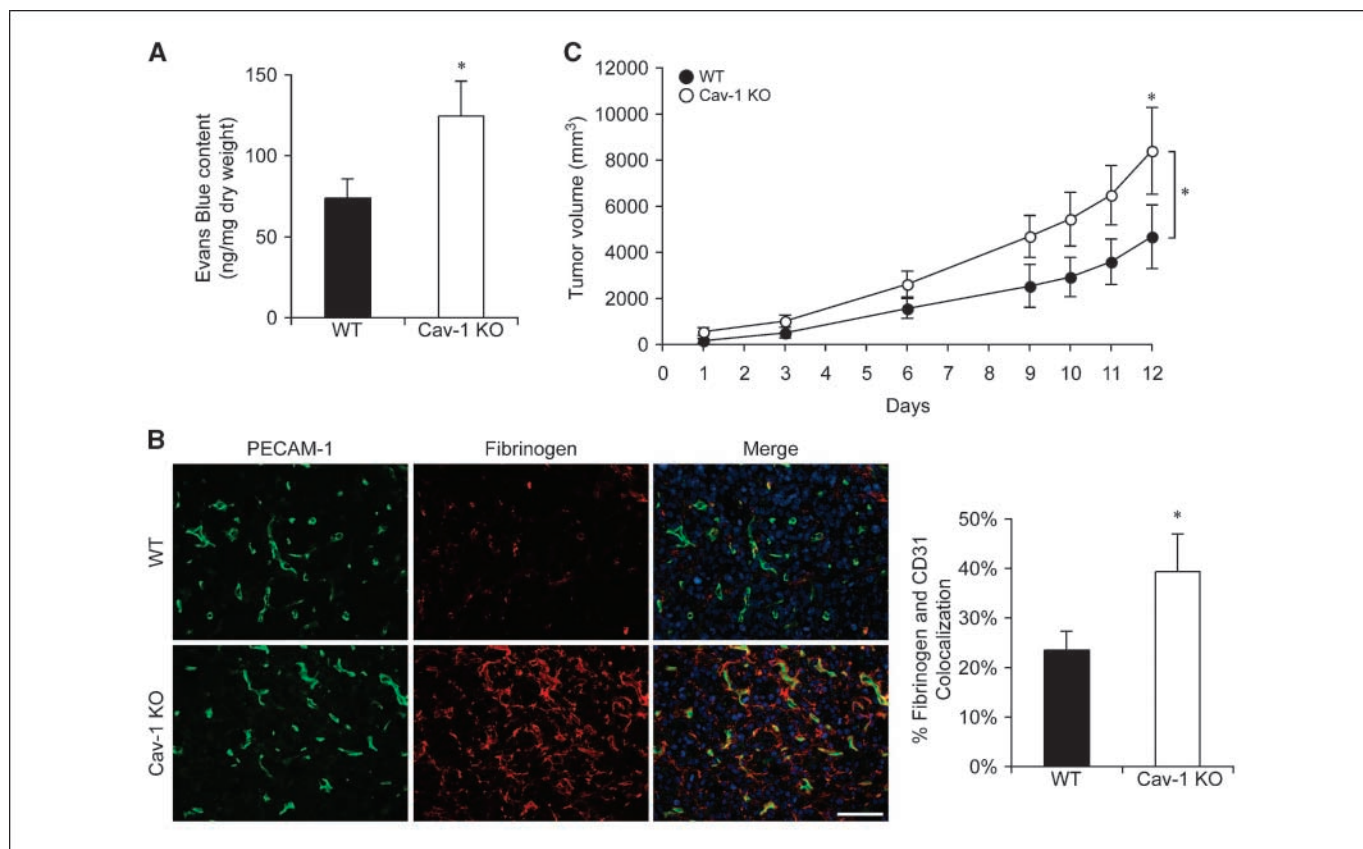 A
*
150
100
50
0
Evans Blue content
(ng/mg dry weight)
WT
Cav-1 KO
C
WT
Cav-1 KO
12000
10000
8000
6000
4000
2000
0
Tumor volume (mm³)
*
*
0 1 2 3 4 5 6 7 8 9 10 11 12
Days
B
PECAM-1
Fibrinogen
Merge
WT
Cav-1 KO
50%
40%
30%
20%
10%
0%
% Fibrinogen and CD31
Colocalization
*
WT
Cav-1 KO